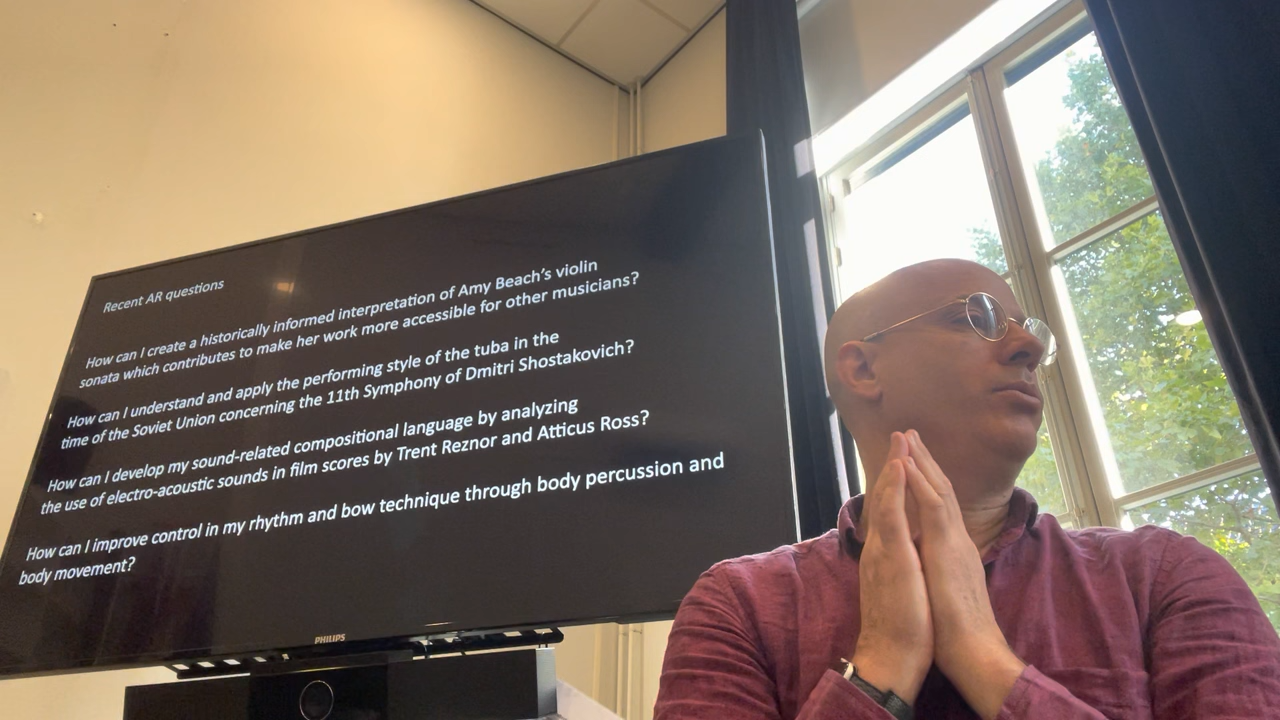 Recent AR questions
How can I create a historically informed interpretation of Amy Beach's violin
sonata which contributes to make her work more accessible for other musicians?
How can I understand and apply the performing style of the tuba in the
time of the Soviet Union concerning the 11th Symphony of Dmitri Shostakovich?
How can I develop my sound-related compositional language by analyzing
the use of electro-acoustic sounds in film scores by Trent Reznor and Atticus Ross?
How can I improve control in my rhythm and bow technique through body percussion and
body movement?
PHILIPS